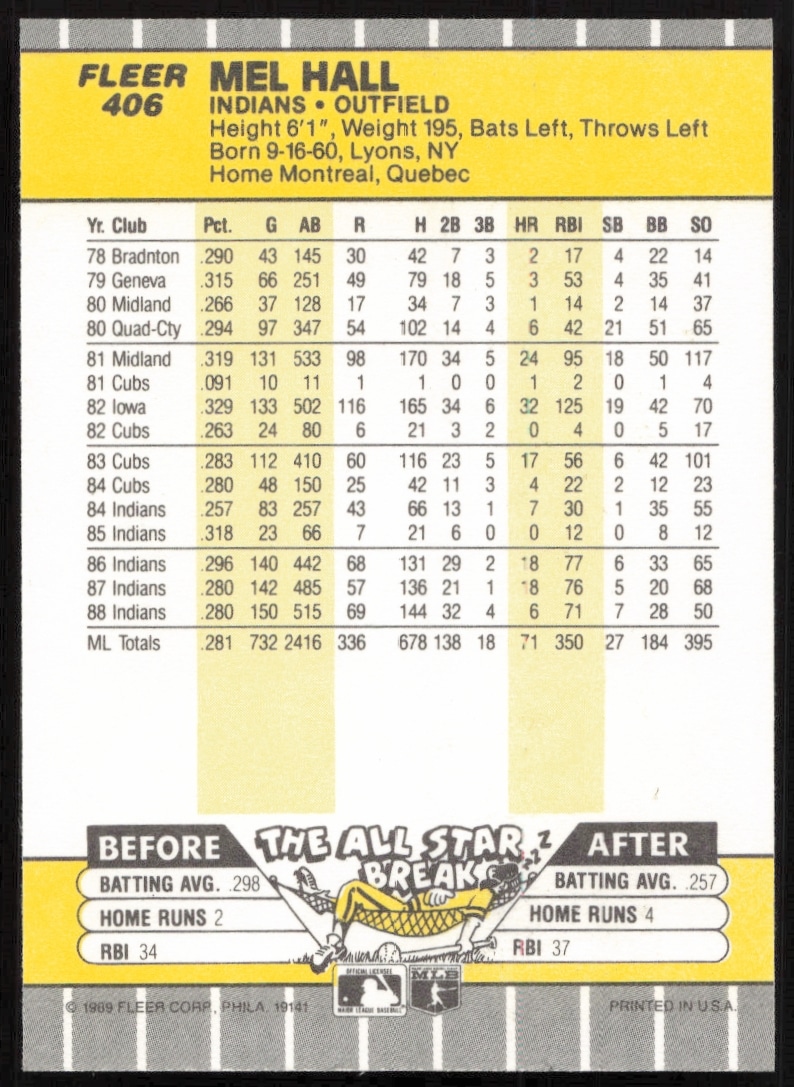 FLEER
406
MEL HALL
INDIANS • OUTFIELD
Height 6'1", Weight 195, Bats Left, Throws Left
Born 9-16-60, Lyons, NY
Home Montreal, Quebec
Yr. Club Pct. G AB R H 2B 3B HR RBI SB BB SO
78 Bradnton .290 43 145 30 42 7 3 2 17 4 22 14
79 Geneva .315 66 251 49 79 18 5 3 53 4 35 41
80 Midland .266 37 128 17 34 7 3 1 14 2 14 37
80 Quad-Cty .294 97 347 54 102 14 4 6 42 21 51 65
81 Midland .319 131 533 98 170 34 5 24 95 18 50 117
81 Cubs .091 10 11 1 1 0 0 1 2 0 1 4
82 Iowa .329 133 502 116 165 34 6 32 125 19 42 70
82 Cubs .263 24 80 6 21 3 2 0 4 0 5 17
83 Cubs .283 112 410 60 116 23 5 17 56 6 42 101
84 Cubs .280 48 150 25 42 11 3 4 22 2 12 23
84 Indians .257 83 257 43 66 13 1 7 30 1 35 55
85 Indians .318 23 66 7 21 6 0 0 12 0 8 12
86 Indians .296 140 442 68 131 29 2 18 77 6 33 65
87 Indians .280 142 485 57 136 21 1 18 76 5 20 68
88 Indians .280 150 515 69 144 32 4 6 71 7 28 50
ML Totals .281 732 2416 336 678 138 18 71 350 27 184 395
BEFORE THE ALL STAR BREAK AFTER
zzZ
BATTING AVG. .298 BATTING AVG. .257
HOME RUNS 2 HOME RUNS 4
RBI 34 RBI 37
OFFICIAL LICENSEE
MAJOR LEAGUE BASEBALL
MLB
© 1989 FLEER CORP., PHILA. 19141 PRINTED IN U.S.A.